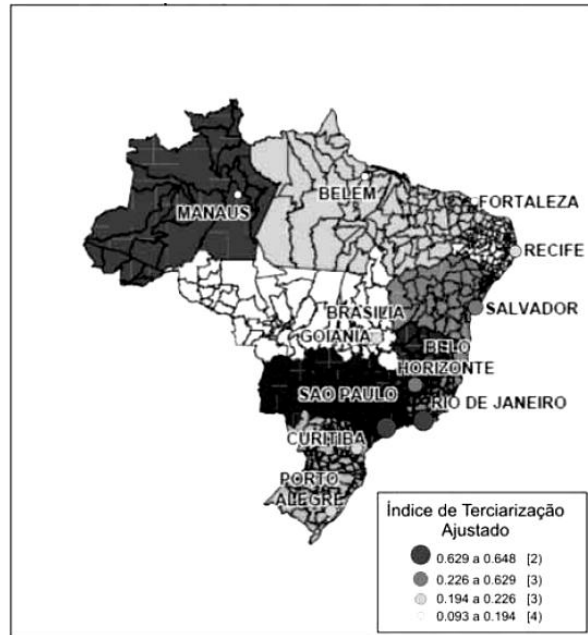 MANAUS
BELEM
FORTALEZA
RECIFE
BRASILIA
SALVADOR
GOIANIA
BELO
HORIZONTE
SAO PAULO
RIO DE JANEIRO
CURITIBA
PORTO
ALEGRE
Índice de Terciarização
Ajustado
0.629 a 0.648 [2)
0.226 a 0.629 [3)
0.194 a 0.226 [3)
0.093 a 0.194 [4)